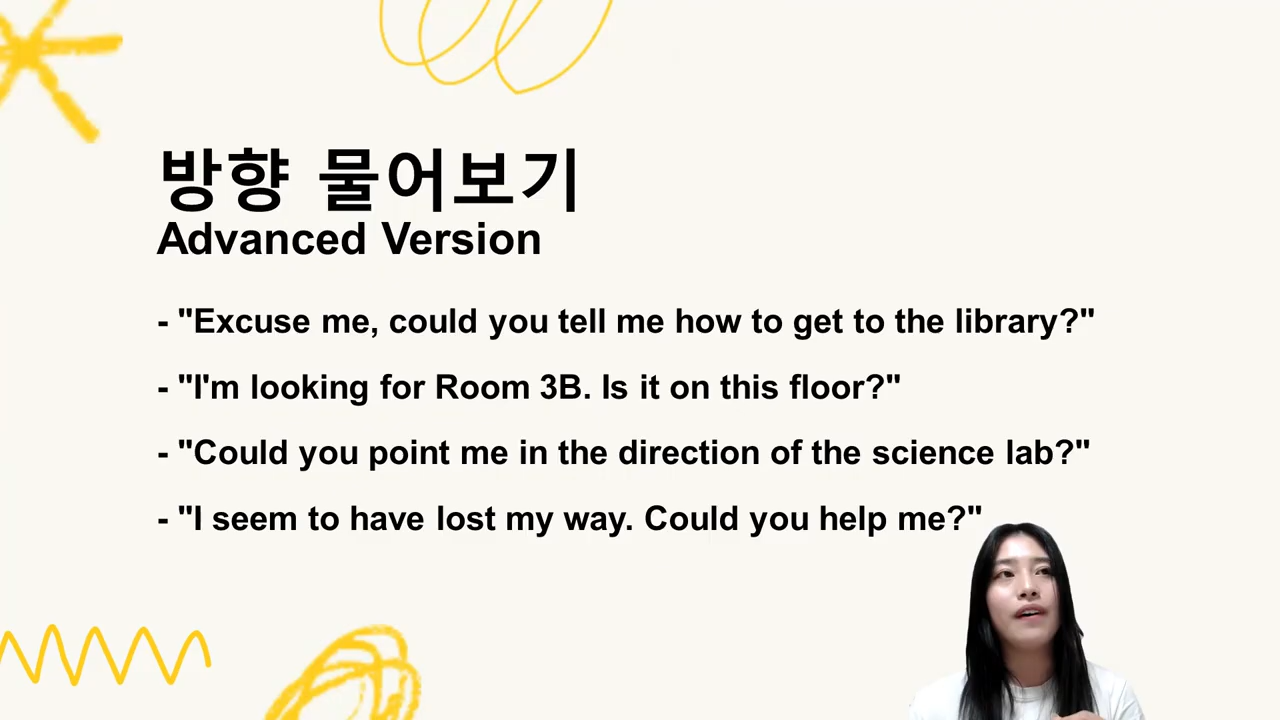 방향 물어보기
Advanced Version
- "Excuse me, could you tell me how to get to the library?"
- "I'm looking for Room 3B. Is it on this floor?"
- "Could you point me in the direction of the science lab?"
- "I seem to have lost my way. Could you help me?"